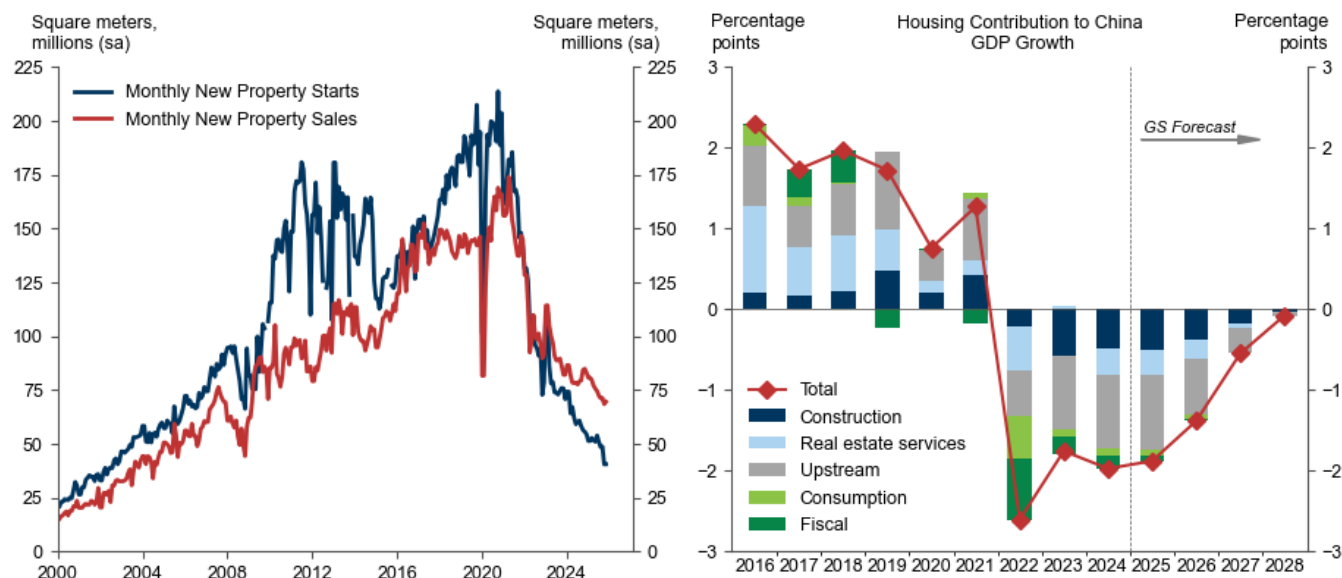 Square meters,
millions (sa)
Square meters,
millions (sa)
225
200
175
150
125
100
75
50
25
0
Monthly New Property Starts
Monthly New Property Sales
225
200
175
150
125
100
75
50
25
0
2000 2004 2008 2012 2016 2020 2024
Percentage
points
Housing Contribution to China
GDP Growth
Percentage
points
3
2
1
0
−1
−2
−3
GS Forecast
Total
Construction
Real estate services
Upstream
Consumption
Fiscal
3
2
1
0
−1
−2
−3
2016 2017 2018 2019 2020 2021 2022 2023 2024 2025 2026 2027 2028